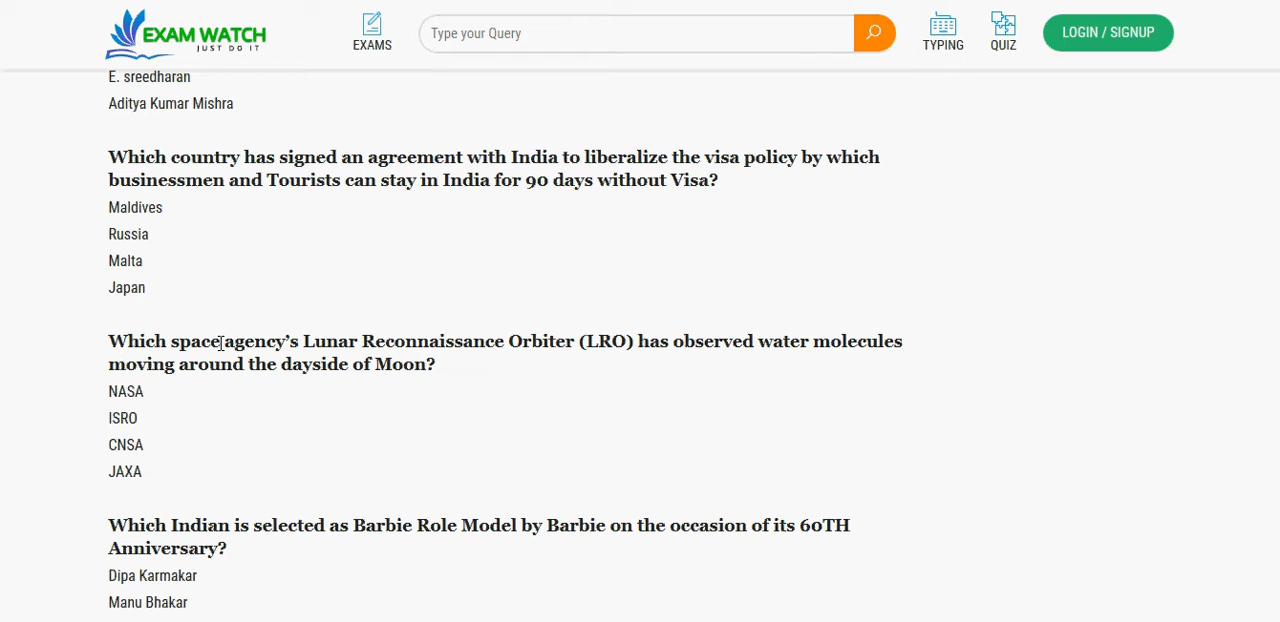 EXAM WATCH
JUST DO IT
EXAMS
Type your Query
TYPING
QUIZ
LOGIN / SIGNUP
E. sreedharan
Aditya Kumar Mishra
Which country has signed an agreement with India to liberalize the visa policy by which
businessmen and Tourists can stay in India for 90 days without Visa?
Maldives
Russia
Malta
Japan
Which space agency's Lunar Reconnaissance Orbiter (LRO) has observed water molecules
moving around the dayside of Moon?
NASA
ISRO
CNSA
JAXA
Which Indian is selected as Barbie Role Model by Barbie on the occasion of its 60TH
Anniversary?
Dipa Karmakar
Manu Bhakar